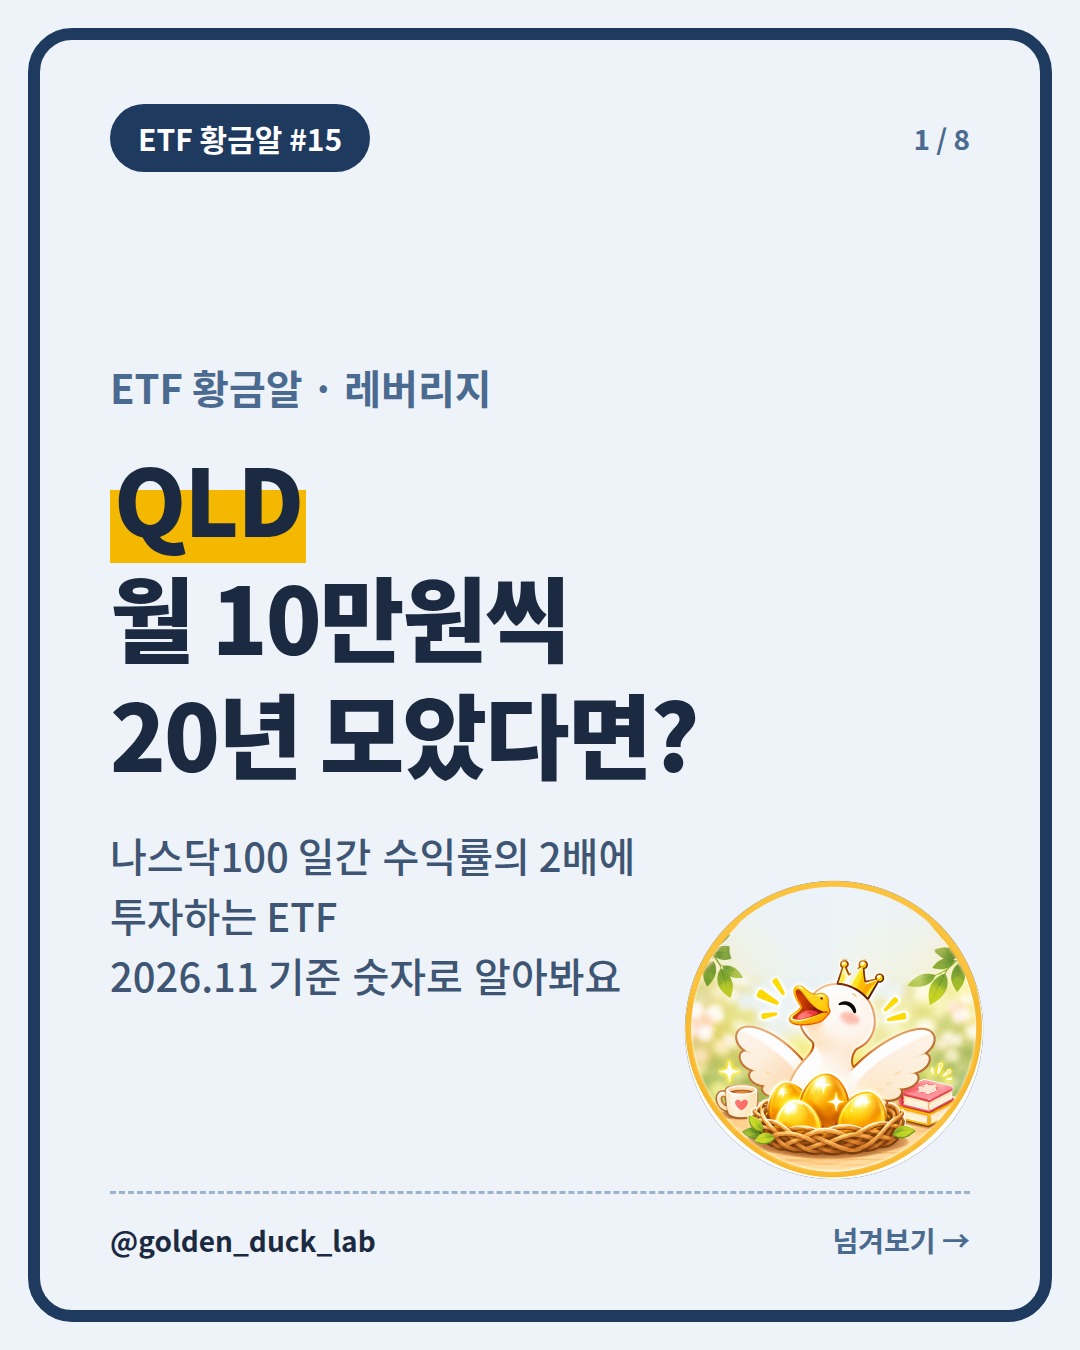 ETF 황금알 #15
1 / 8
ETF 황금알 · 레버리지
QLD
월 10만원씩
20년 모았다면?
나스닥100 일간 수익률의 2배에
투자하는 ETF
2026.11 기준 숫자로 알아봐요
@golden_duck_lab
넘겨보기 →